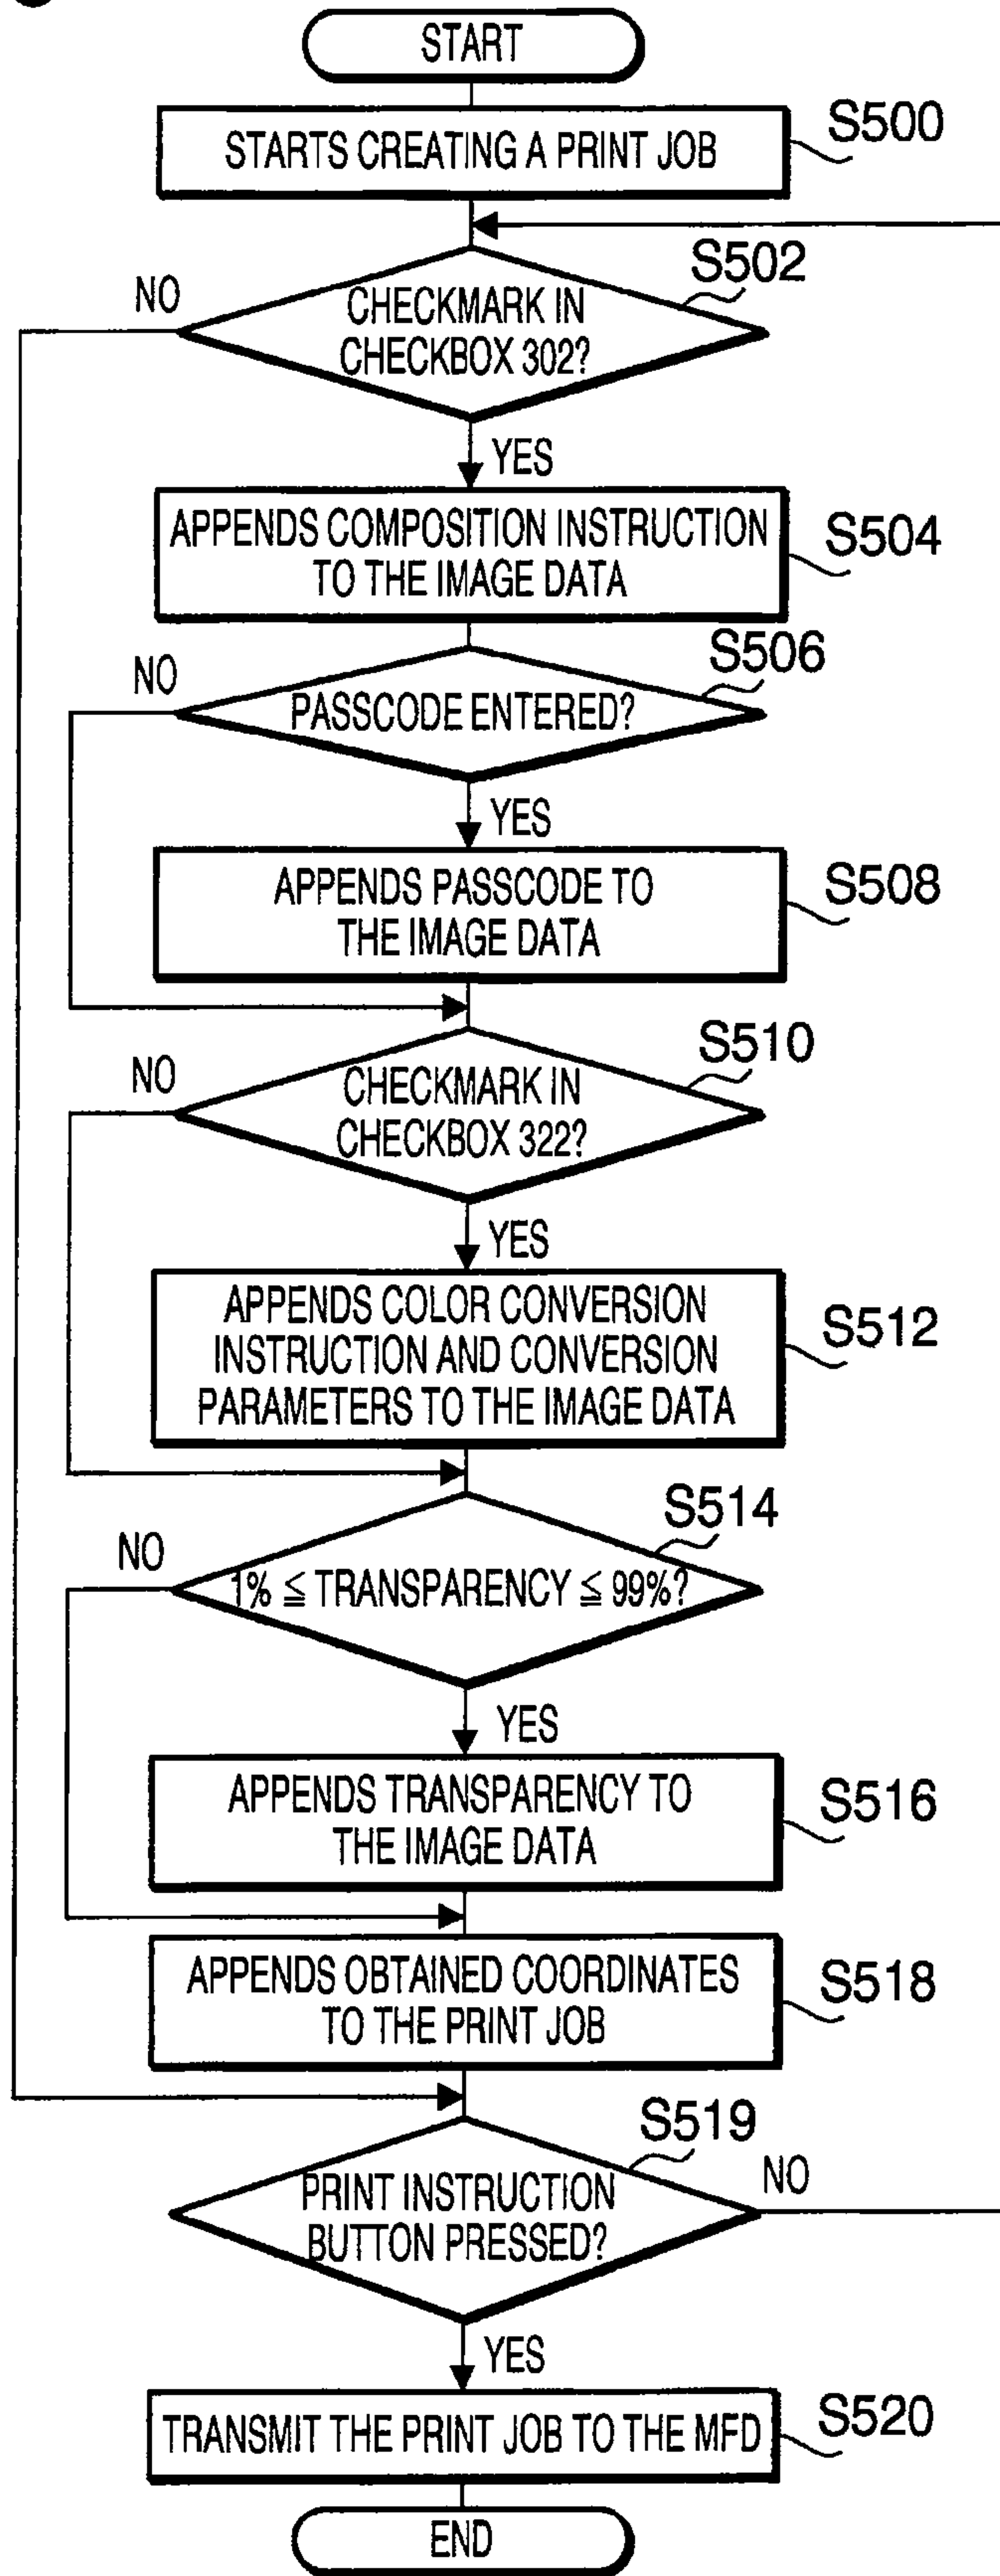 START
STARTS CREATING A PRINT JOB
S500
S502
NO
CHECKMARK IN
CHECKBOX 302?
YES
APPENDS COMPOSITION INSTRUCTION
TO THE IMAGE DATA
S504
S506
NO
PASSCODE ENTERED?
YES
APPENDS PASSCODE TO
THE IMAGE DATA
S508
S510
NO
CHECKMARK IN
CHECKBOX 322?
YES
APPENDS COLOR CONVERSION
INSTRUCTION AND CONVERSION
PARAMETERS TO THE IMAGE DATA
S512
S514
NO
1% ≦ TRANSPARENCY ≦ 99%?
YES
APPENDS TRANSPARENCY TO
THE IMAGE DATA
S516
APPENDS OBTAINED COORDINATES
TO THE PRINT JOB
S518
S519
PRINT INSTRUCTION
BUTTON PRESSED?
NO
YES
TRANSMIT THE PRINT JOB TO THE MFD
S520
END